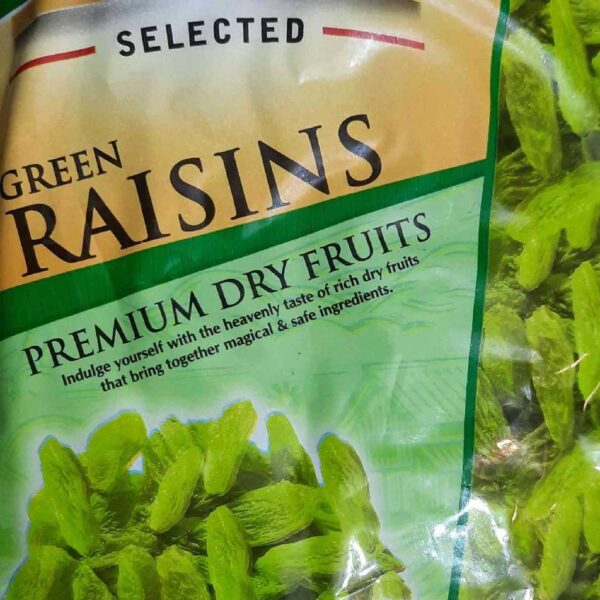 SELECTED
GREEN
RAISINS
PREMIUM DRY FRUITS
Indulge yourself with the heavenly taste of rich dry fruits
that bring together magical & safe ingredients.